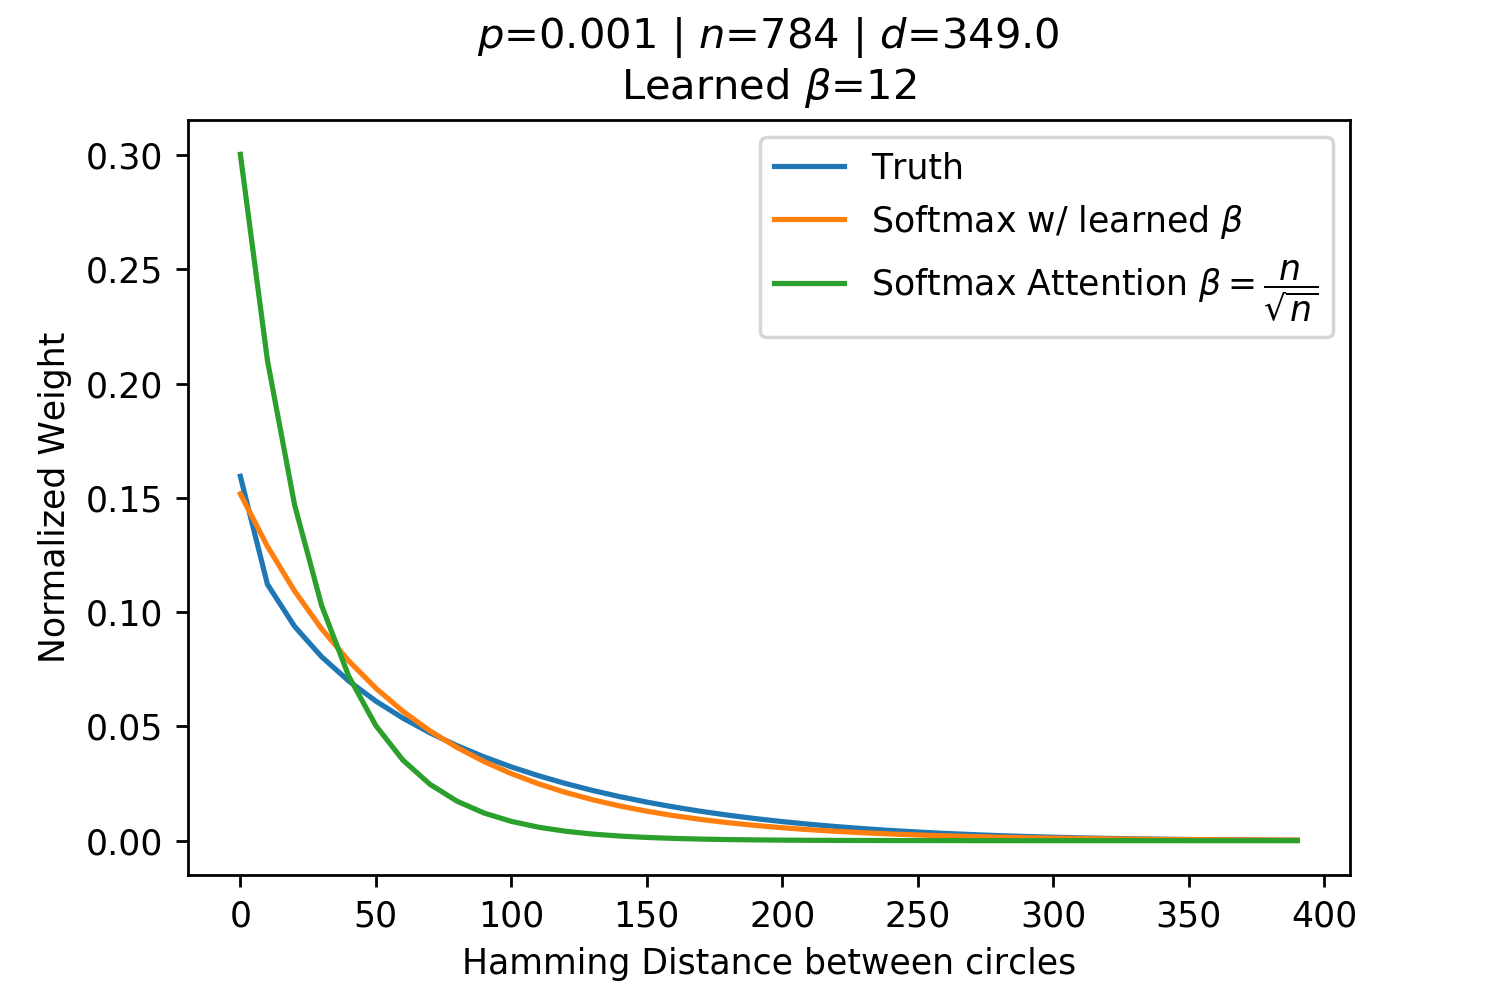 p=0.001 | n=784 | d=349.0
Learned β=12
Truth
Softmax w/ learned β
Softmax Attention β = n/√n
Normalized Weight
0.30
0.25
0.20
0.15
0.10
0.05
0.00
0 50 100 150 200 250 300 350 400
Hamming Distance between circles